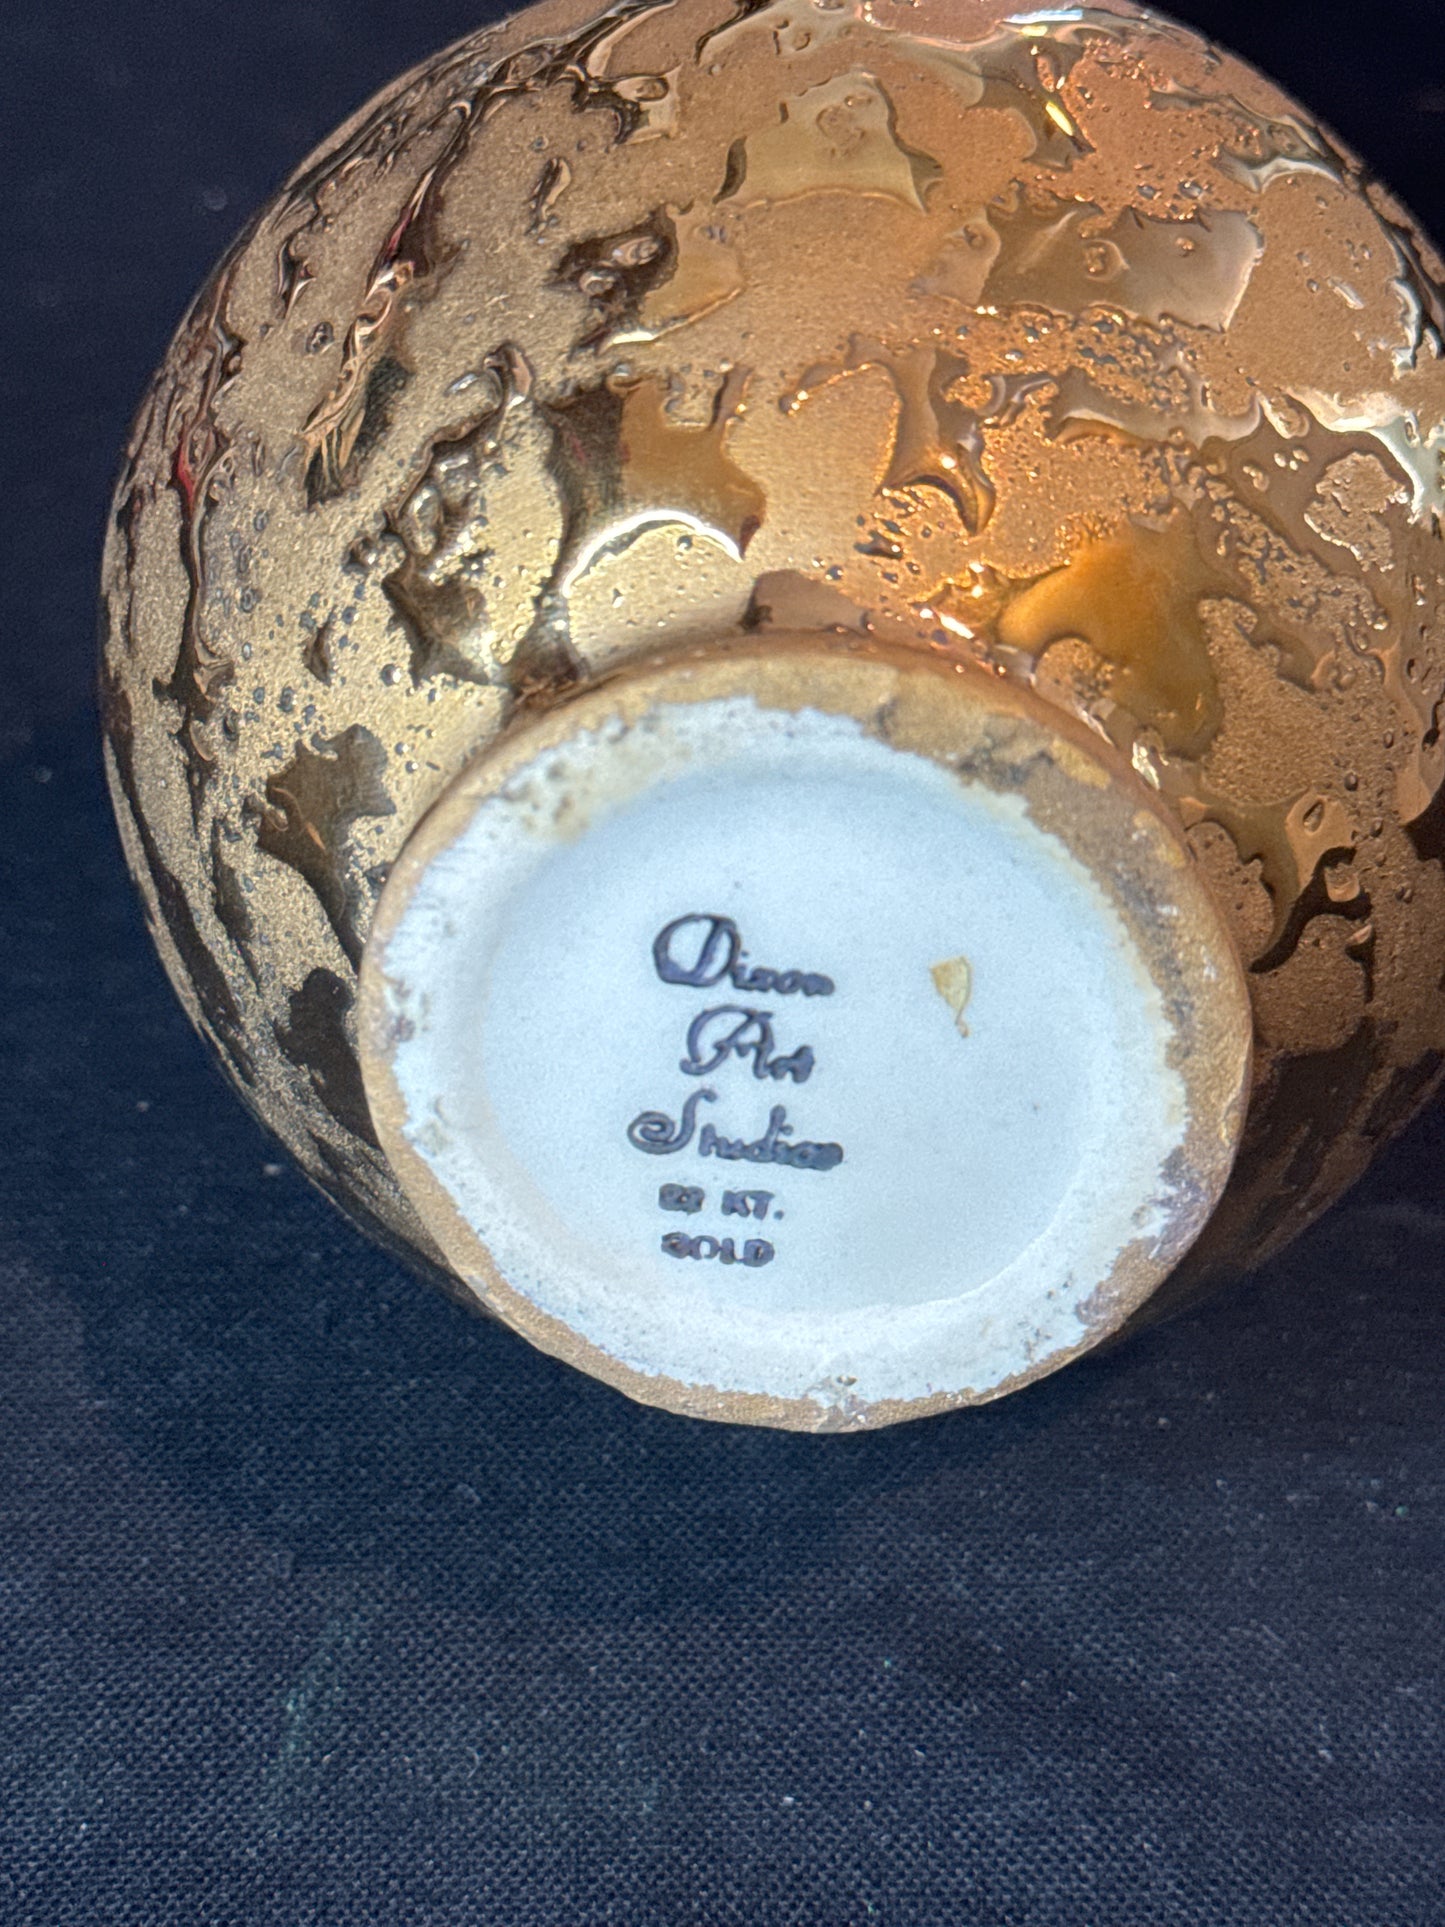 Dixon
Art
Studios
22 KT.
GOLD